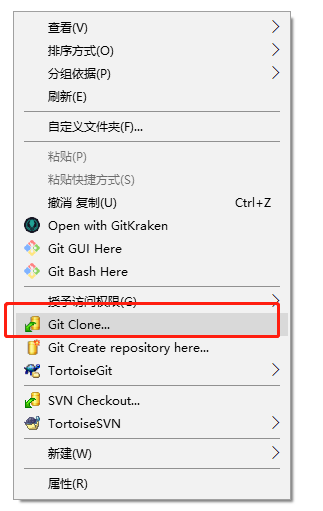 查看(V)
排序方式(O)
分组依据(P)
刷新(E)
自定义文件夹(F)...
粘贴(P)
粘贴快捷方式(S)
撤消 复制(U) Ctrl+Z
Open with GitKraken
Git GUI Here
Git Bash Here
授予访问权限(G)
Git Clone...
Git Create repository here...
TortoiseGit
SVN Checkout...
TortoiseSVN
新建(W)
属性(R)